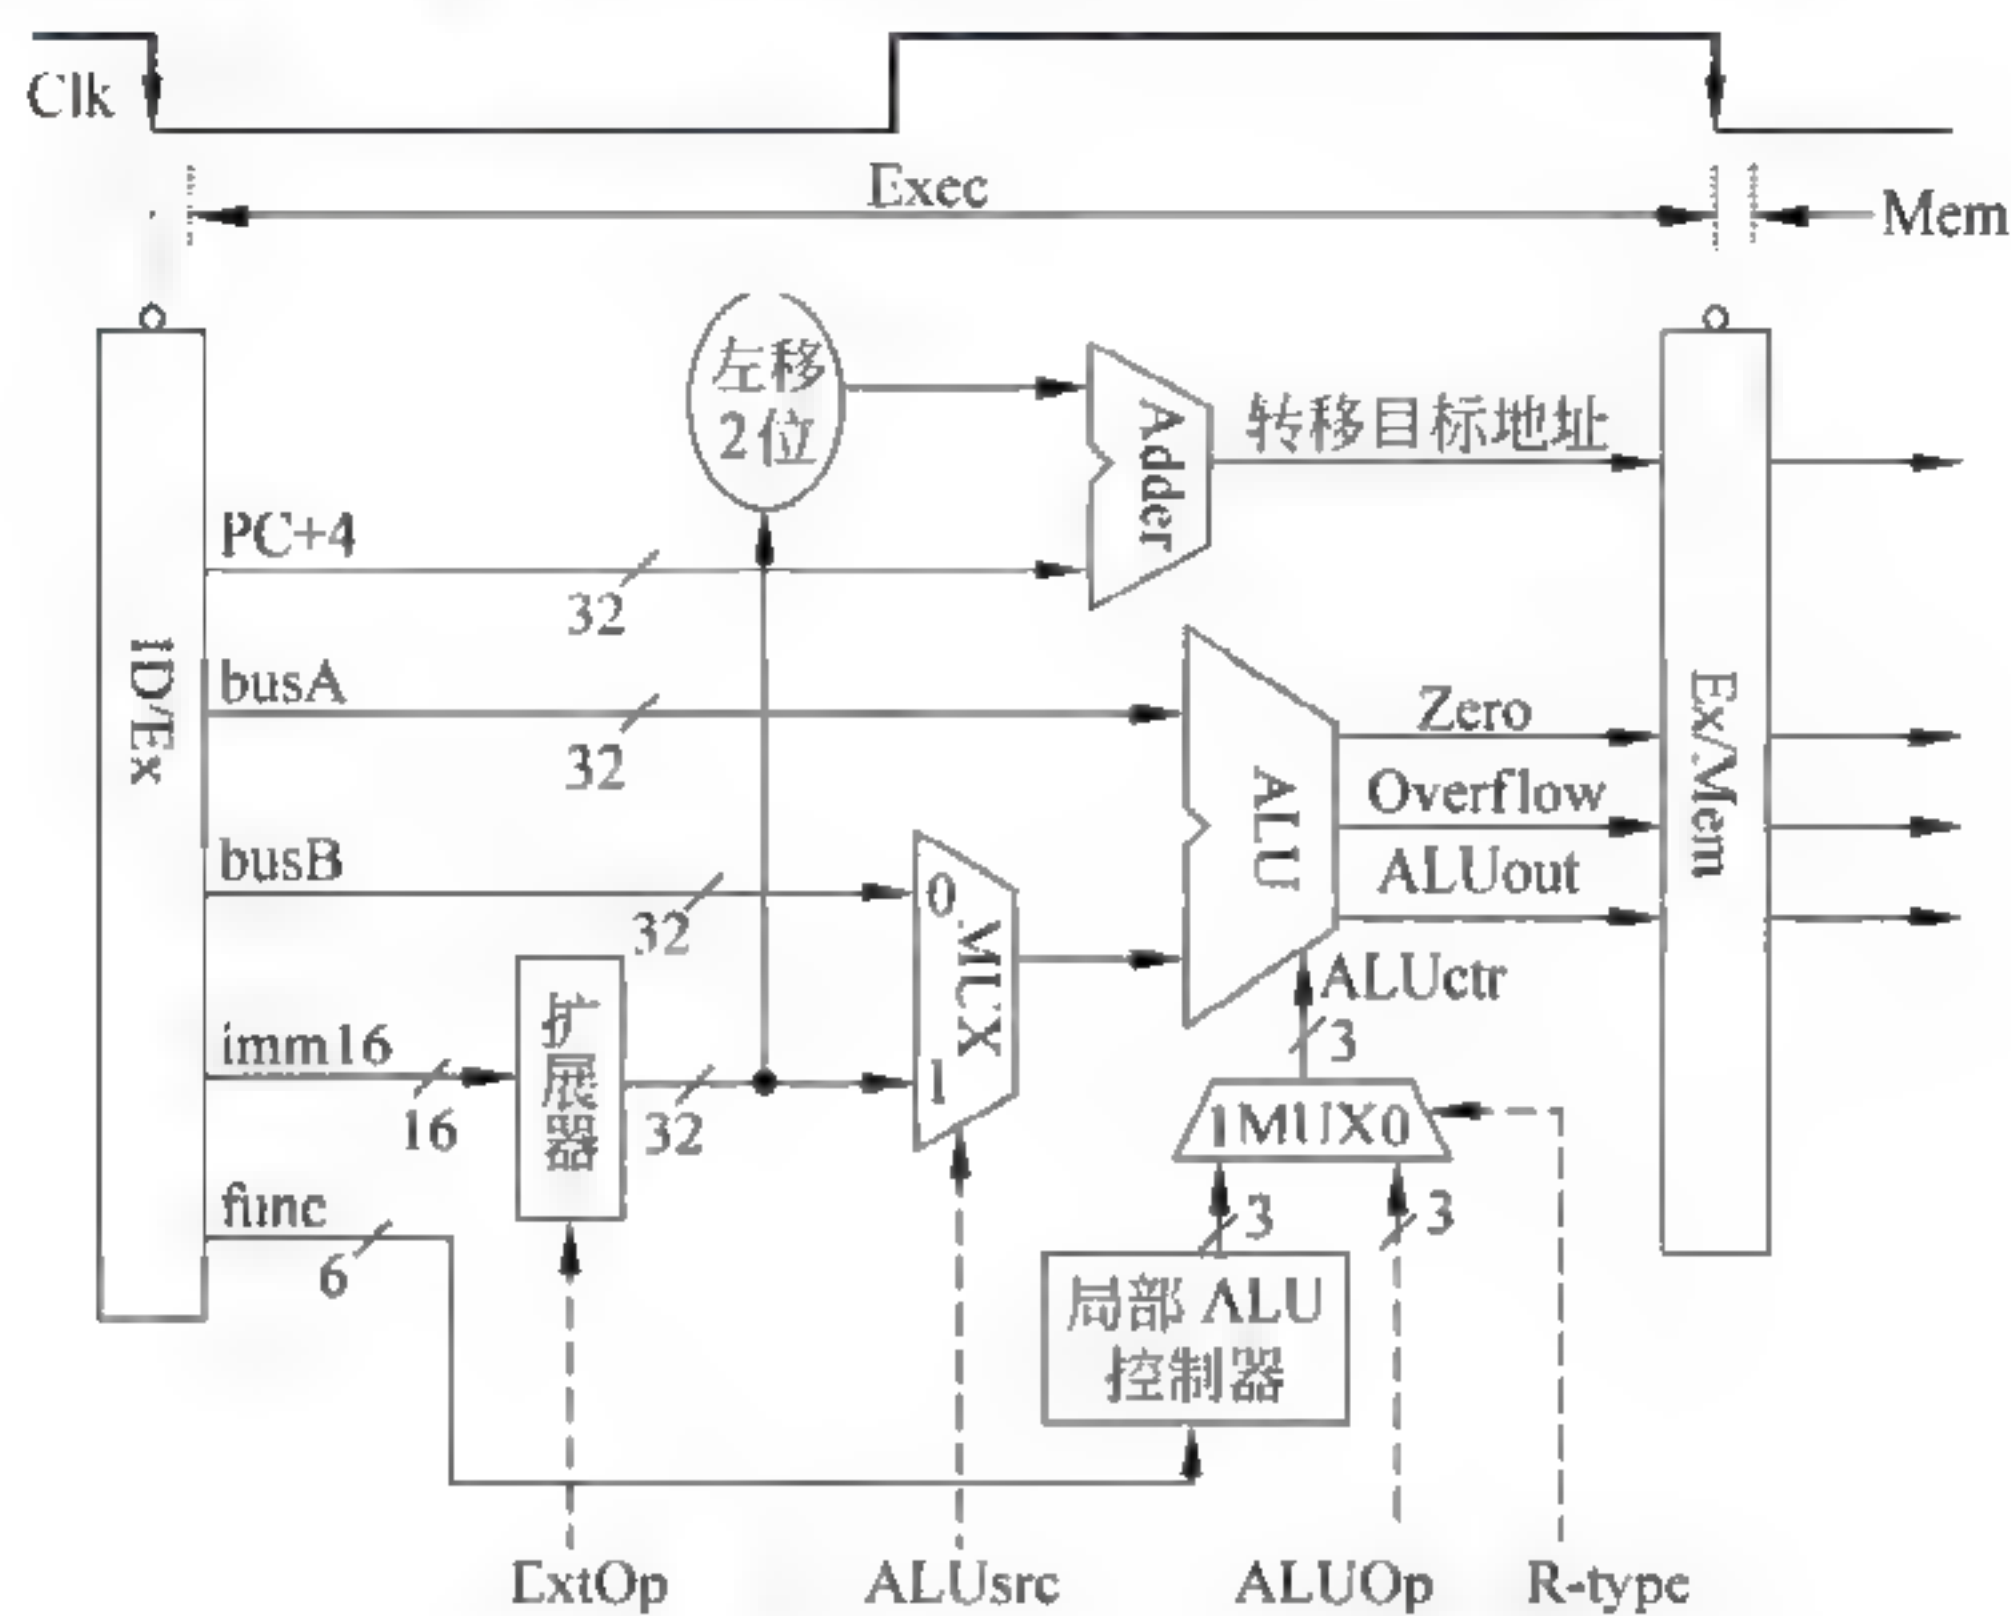 Clk
Exec
Mem
左移
2位
Adder
转移目标地址
PC+4
32
ID/Ex
busA
32
ALU
Zero
Overflow
ALUout
Ex/Mem
busB
32
0
MUX
1
ALUctr
3
imm16
16
扩展器
32
1MUX0
func
6
3
3
局部 ALU
控制器
ExtOp
ALUsrc
ALUOp
R-type